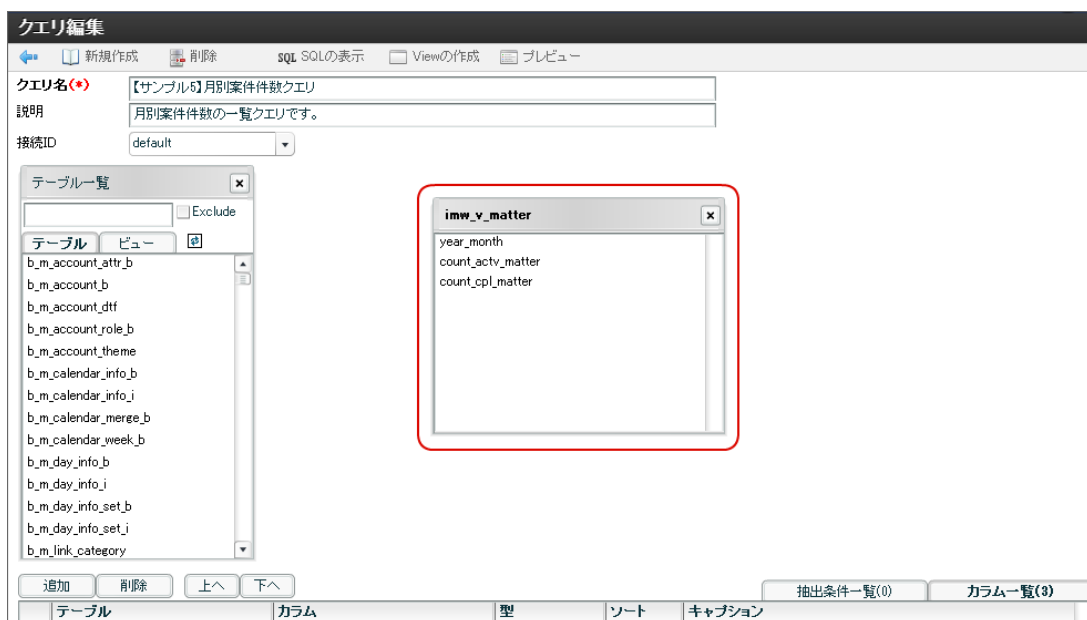 クエリ編集
新規作成 削除 SQL SQLの表示 Viewの作成 プレビュー
クエリ名(*) 【サンプル5】月別案件件数クエリ
説明 月別案件件数の一覧クエリです。
接続ID default
テーブル一覧
Exclude
テーブル ビュー
b_m_account_attr_b
b_m_account_b
b_m_account_dtf
b_m_account_role_b
b_m_account_theme
b_m_calendar_info_b
b_m_calendar_info_i
b_m_calendar_merge_b
b_m_calendar_week_b
b_m_day_info_b
b_m_day_info_i
b_m_day_info_set_b
b_m_day_info_set_i
b_m_link_category
imw_v_matter
year_month
count_actv_matter
count_cpl_matter
追加 削除 上へ 下へ
抽出条件一覧(0) カラム一覧(3)
テーブル カラム 型 ソート キャプション